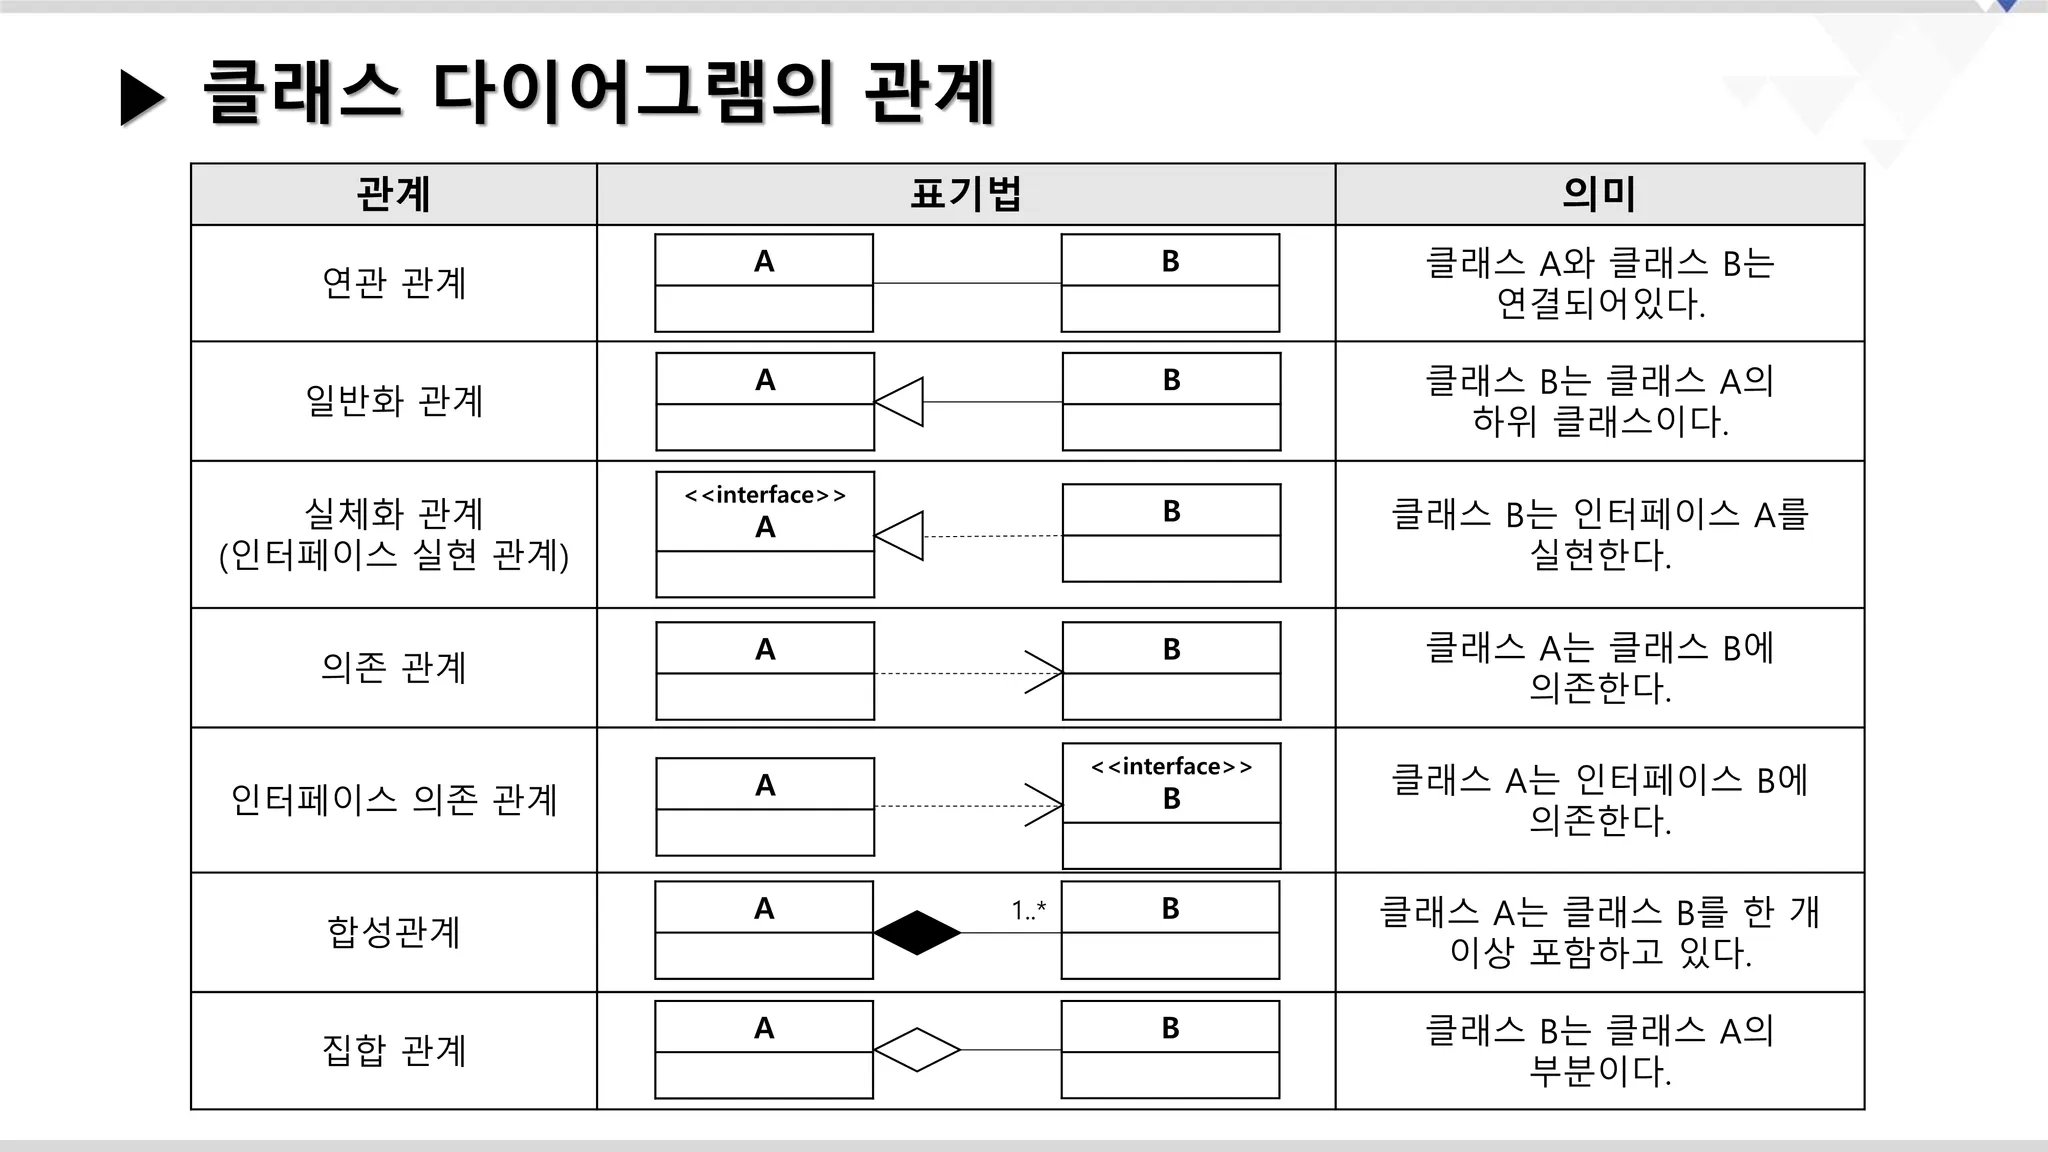 ▶ 클래스 다이어그램의 관계
관계 표기법 의미
연관 관계
A B
클래스 A와 클래스 B는
연결되어있다.
일반화 관계
A B
클래스 B는 클래스 A의
하위 클래스이다.
실체화 관계
(인터페이스 실현 관계)
<<interface>>
A B
클래스 B는 인터페이스 A를
실현한다.
의존 관계
A B
클래스 A는 클래스 B에
의존한다.
인터페이스 의존 관계
A
<<interface>>
B
클래스 A는 인터페이스 B에
의존한다.
합성관계
A 1..* B
클래스 A는 클래스 B를 한 개
이상 포함하고 있다.
집합 관계
A B
클래스 B는 클래스 A의
부분이다.